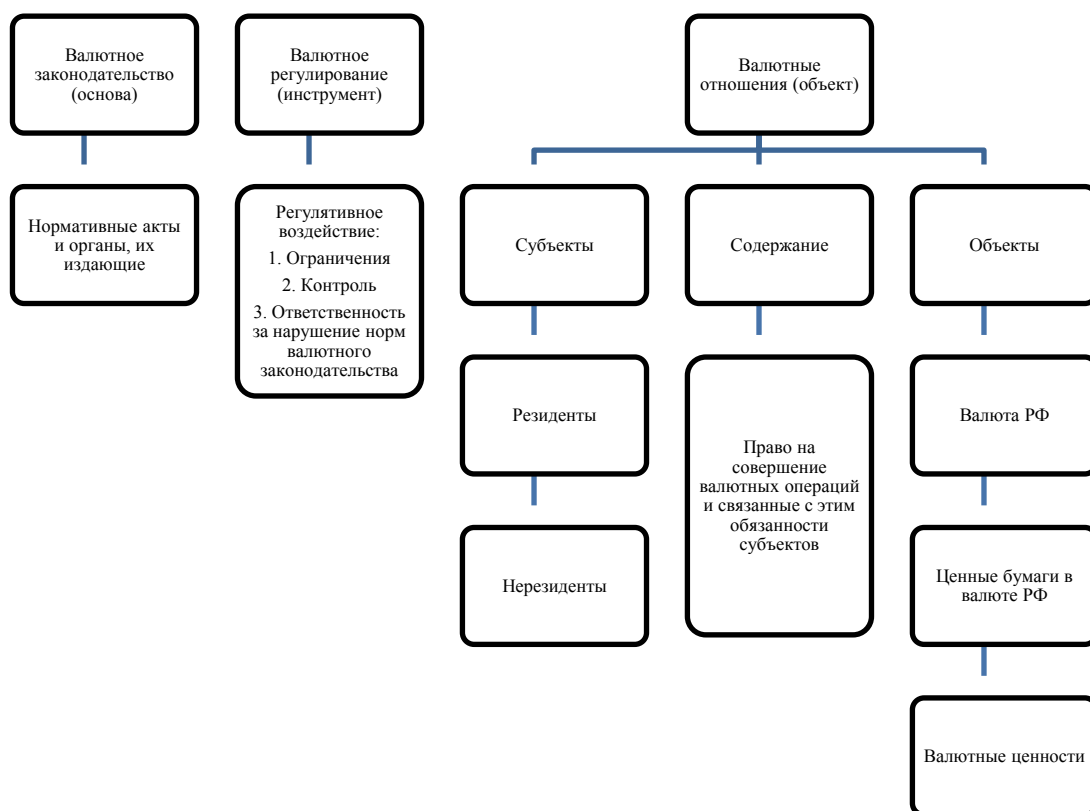 Валютное
законодательство
(основа)
Валютное
регулирование
(инструмент)
Валютные
отношения (объект)
Нормативные акты
и органы, их
издающие
Регулятивное
воздействие:
1. Ограничения
2. Контроль
3. Ответственность
за нарушение норм
валютного
законодательства
Субъекты
Содержание
Объекты
Резиденты
Нерезиденты
Право на
совершение
валютных операций
и связанные с этим
обязанности
субъектов
Валюта РФ
Ценные бумаги в
валюте РФ
Валютные ценности